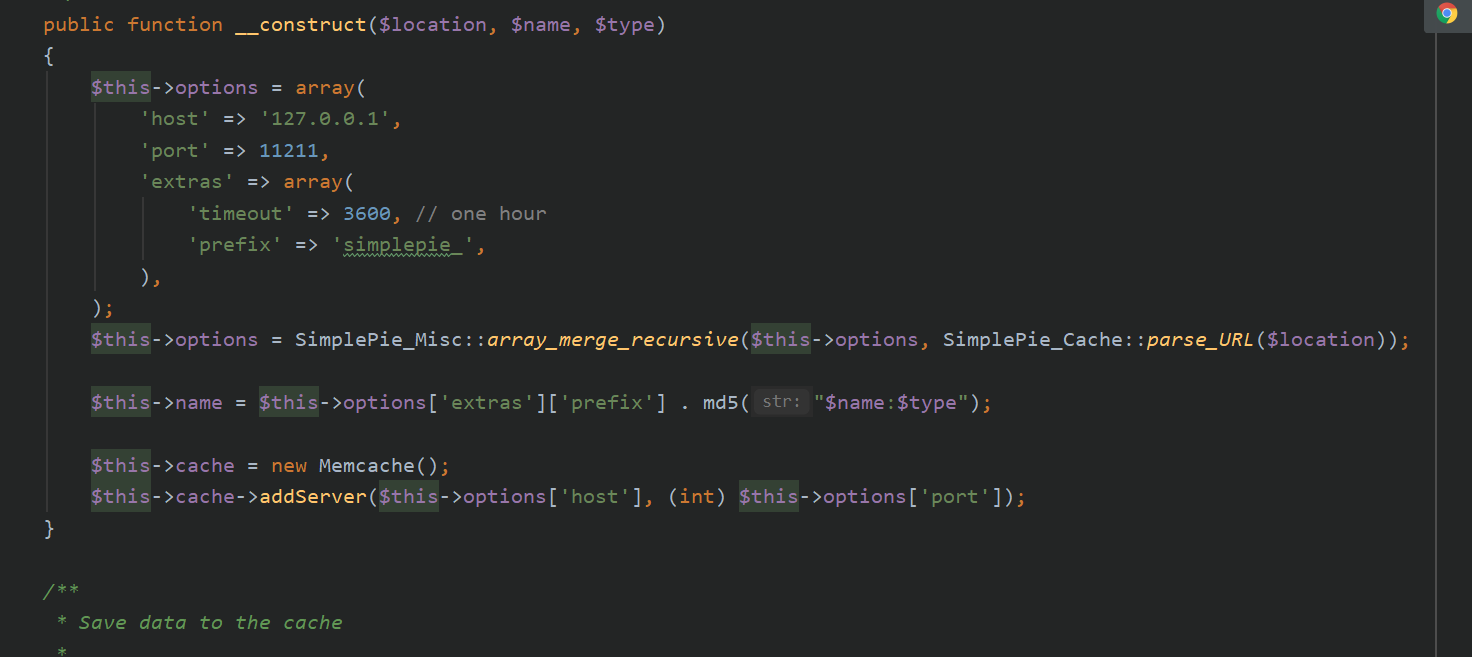 public function __construct($location, $name, $type)
{
    $this->options = array(
        'host' => '127.0.0.1',
        'port' => 11211,
        'extras' => array(
            'timeout' => 3600, // one hour
            'prefix' => 'simplepie_',
        ),
    );
    $this->options = SimplePie_Misc::array_merge_recursive($this->options, SimplePie_Cache::parse_URL($location));
    $this->name = $this->options['extras']['prefix'] . md5( str: "$name:$type");
    $this->cache = new Memcache();
    $this->cache->addServer($this->options['host'], (int) $this->options['port']);
}
/**
 * Save data to the cache
 *